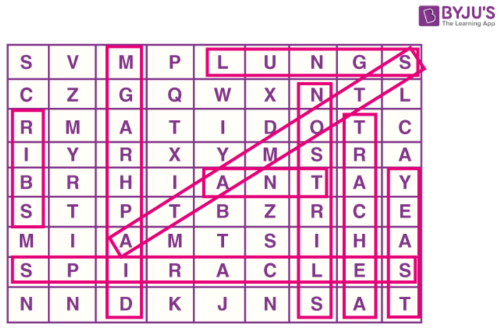 BYJU'S
The Learning App
S V M P L U N G S
C Z G Q W X N T L
R M A T I D O T C
I Y R X Y M S R A
B R H I A N T A Y
S T P T B Z R C E
M I A M T S I H A
S P I R A C L E S
N N D K J N S A T